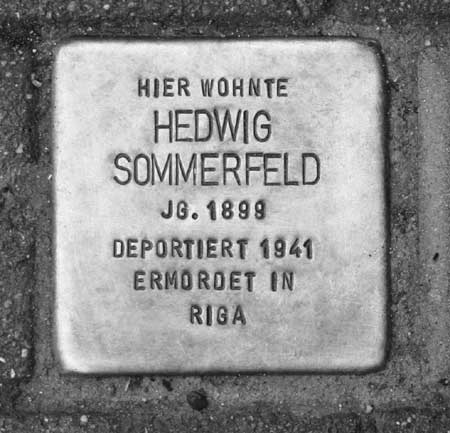 HIER WOHNTE
HEDWIG
SOMMERFELD
JG. 1899
DEPORTIERT 1941
ERMORDET IN
RIGA